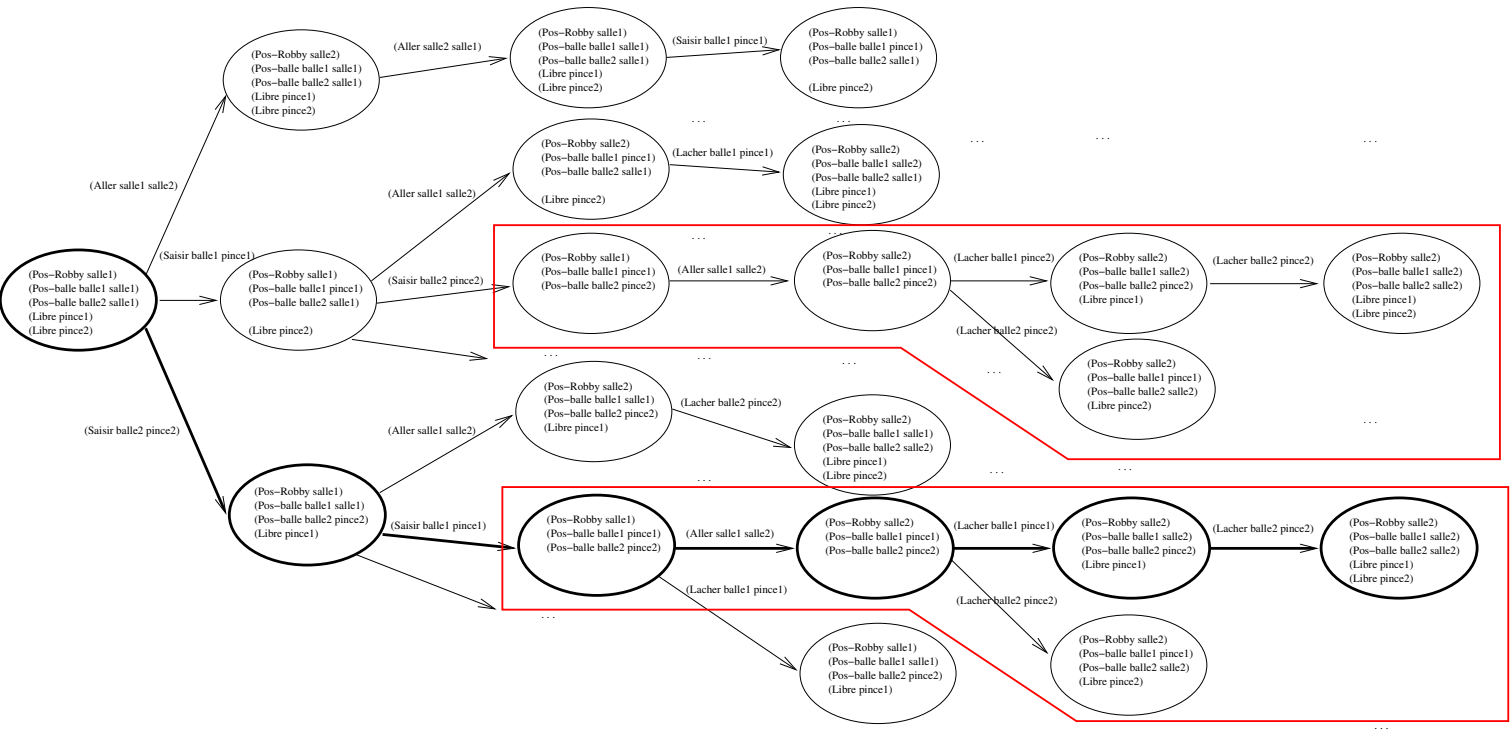 (Pos−Robby salle2)
(Pos−balle balle1 salle1)
(Pos−balle balle2 salle1)
(Libre pince1)
(Libre pince2)
(Aller salle2 salle1)
(Pos−Robby salle1)
(Pos−balle balle1 salle1)
(Pos−balle balle2 salle1)
(Libre pince1)
(Libre pince2)
(Saisir balle1 pince1)
(Pos−Robby salle1)
(Pos−balle balle1 pince1)
(Pos−balle balle2 salle1)
(Libre pince2)
. . .
. . .
. . .
. . .
. . .
(Aller salle1 salle2)
(Aller salle1 salle2)
(Pos−Robby salle2)
(Pos−balle balle1 pince1)
(Pos−balle balle2 salle1)
(Libre pince2)
(Lacher balle1 pince1)
(Pos−Robby salle2)
(Pos−balle balle1 salle2)
(Pos−balle balle2 salle1)
(Libre pince1)
(Libre pince2)
. . .
. . .
(Pos−Robby salle1)
(Pos−balle balle1 salle1)
(Pos−balle balle2 salle1)
(Libre pince1)
(Libre pince2)
(Saisir balle1 pince1)
(Pos−Robby salle1)
(Pos−balle balle1 pince1)
(Pos−balle balle2 salle1)
(Libre pince2)
(Saisir balle2 pince2)
(Pos−Robby salle1)
(Pos−balle balle1 pince1)
(Pos−balle balle2 pince2)
(Aller salle1 salle2)
(Pos−Robby salle2)
(Pos−balle balle1 pince1)
(Pos−balle balle2 pince2)
(Lacher balle1 pince2)
(Pos−Robby salle2)
(Pos−balle balle1 salle2)
(Pos−balle balle2 pince2)
(Libre pince1)
(Lacher balle2 pince2)
(Pos−Robby salle2)
(Pos−balle balle1 salle2)
(Pos−balle balle2 salle2)
(Libre pince1)
(Libre pince2)
(Lacher balle2 pince2)
(Pos−Robby salle2)
(Pos−balle balle1 pince1)
(Pos−balle balle2 salle2)
(Libre pince2)
. . .
. . .
. . .
. . .
. . .
(Saisir balle2 pince2)
(Aller salle1 salle2)
(Pos−Robby salle2)
(Pos−balle balle1 salle1)
(Pos−balle balle2 pince2)
(Libre pince1)
(Lacher balle2 pince2)
(Pos−Robby salle2)
(Pos−balle balle1 salle1)
(Pos−balle balle2 salle2)
(Libre pince1)
(Libre pince2)
. . .
. . .
. . .
(Pos−Robby salle1)
(Pos−balle balle1 salle1)
(Pos−balle balle2 pince2)
(Libre pince1)
(Saisir balle1 pince1)
(Pos−Robby salle1)
(Pos−balle balle1 pince1)
(Pos−balle balle2 pince2)
(Aller salle1 salle2)
(Pos−Robby salle2)
(Pos−balle balle1 pince1)
(Pos−balle balle2 pince2)
(Lacher balle1 pince1)
(Pos−Robby salle2)
(Pos−balle balle1 salle2)
(Pos−balle balle2 pince2)
(Libre pince1)
(Lacher balle2 pince2)
(Pos−Robby salle2)
(Pos−balle balle1 salle2)
(Pos−balle balle2 salle2)
(Libre pince1)
(Libre pince2)
(Lacher balle1 pince1)
(Lacher balle2 pince2)
. . .
(Pos−Robby salle1)
(Pos−balle balle1 salle1)
(Pos−balle balle2 pince2)
(Libre pince1)
(Pos−Robby salle2)
(Pos−balle balle1 pince1)
(Pos−balle balle2 salle2)
(Libre pince2)
. . .